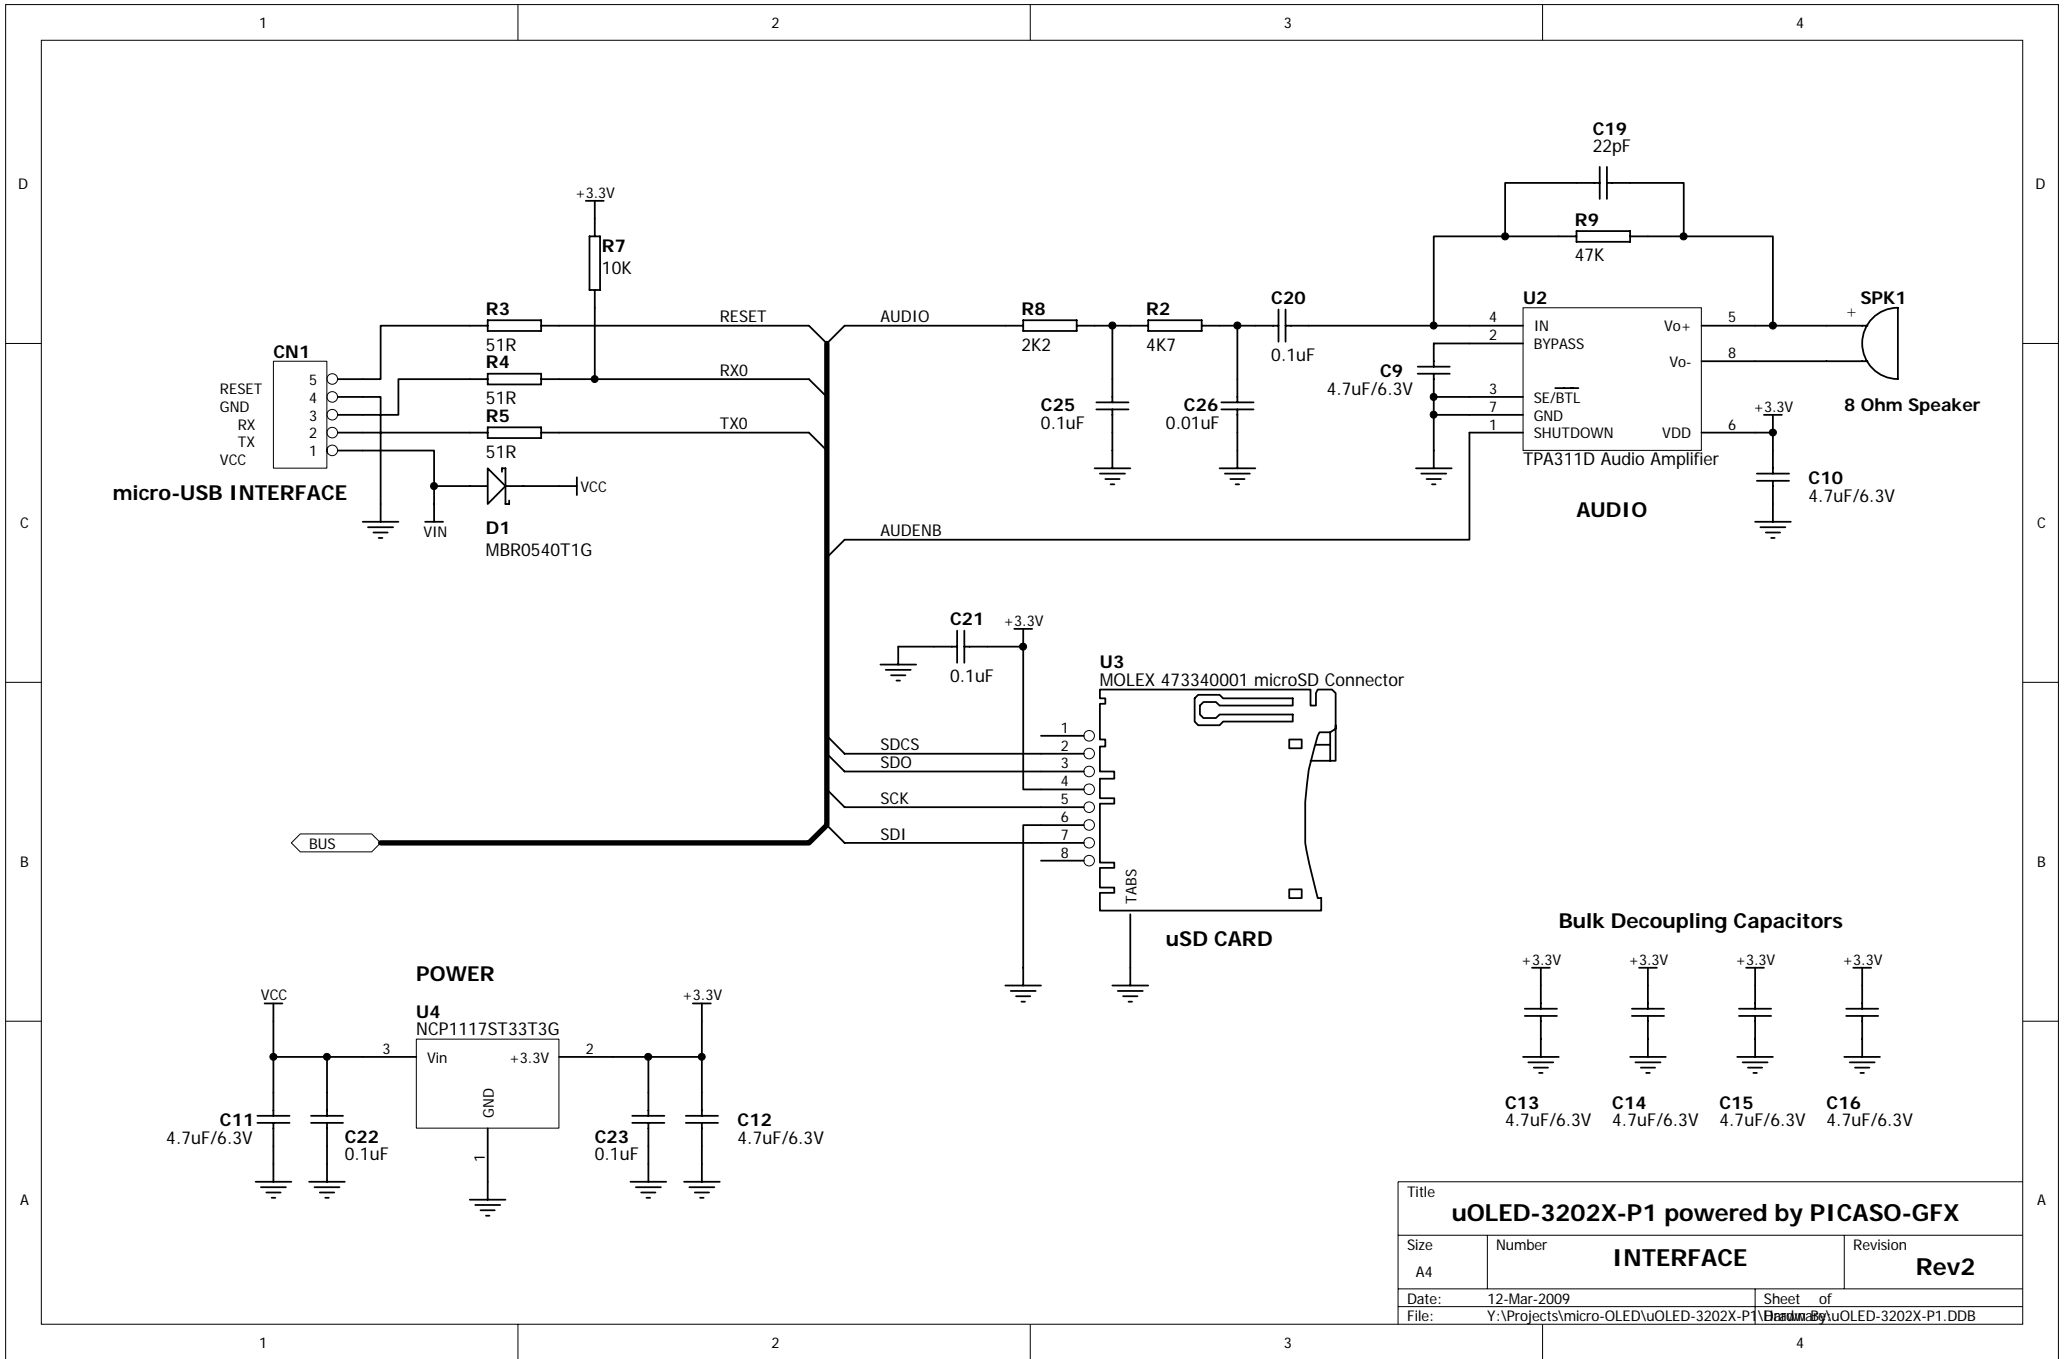 1 2 3 4
D
C
B
A
D
C
B
A
1 2 3 4
+3.3V
R7
10K
R3
51R
R4
51R
R5
51R
RESET
RX0
TX0
CN1
RESET 5
GND 4
RX 3
TX 2
VCC 1
micro-USB INTERFACE
VIN
D1
MBR0540T1G
VCC
AUDIO
R8
2K2
R2
4K7
C20
0.1uF
C25
0.1uF
C26
0.01uF
C19
22pF
R9
47K
U2
4 IN
2 BYPASS
3 SE/BTL
7 GND
1 SHUTDOWN
Vo+ 5
Vo- 8
VDD 6
TPA311D Audio Amplifier
AUDIO
C9
4.7uF/6.3V
SPK1
+
8 Ohm Speaker
+3.3V
C10
4.7uF/6.3V
AUDENB
C21
0.1uF
+3.3V
U3
MOLEX 473340001 microSD Connector
SDCS
SDO
SCK
SDI
1
2
3
4
5
6
7
8
TABS
uSD CARD
BUS
POWER
VCC
U4
NCP1117ST33T3G
3 Vin
+3.3V 2
GND
1
+3.3V
C11
4.7uF/6.3V
C22
0.1uF
C23
0.1uF
C12
4.7uF/6.3V
Bulk Decoupling Capacitors
+3.3V +3.3V +3.3V +3.3V
C13 C14 C15 C16
4.7uF/6.3V 4.7uF/6.3V 4.7uF/6.3V 4.7uF/6.3V
Title
uOLED-3202X-P1 powered by PICASO-GFX
Size Number Revision
A4 INTERFACE Rev2
Date: 12-Mar-2009 Sheet of
File: Y:\Projects\micro-OLED\uOLED-3202X-P1\ \uOLED-3202X-P1.DDB